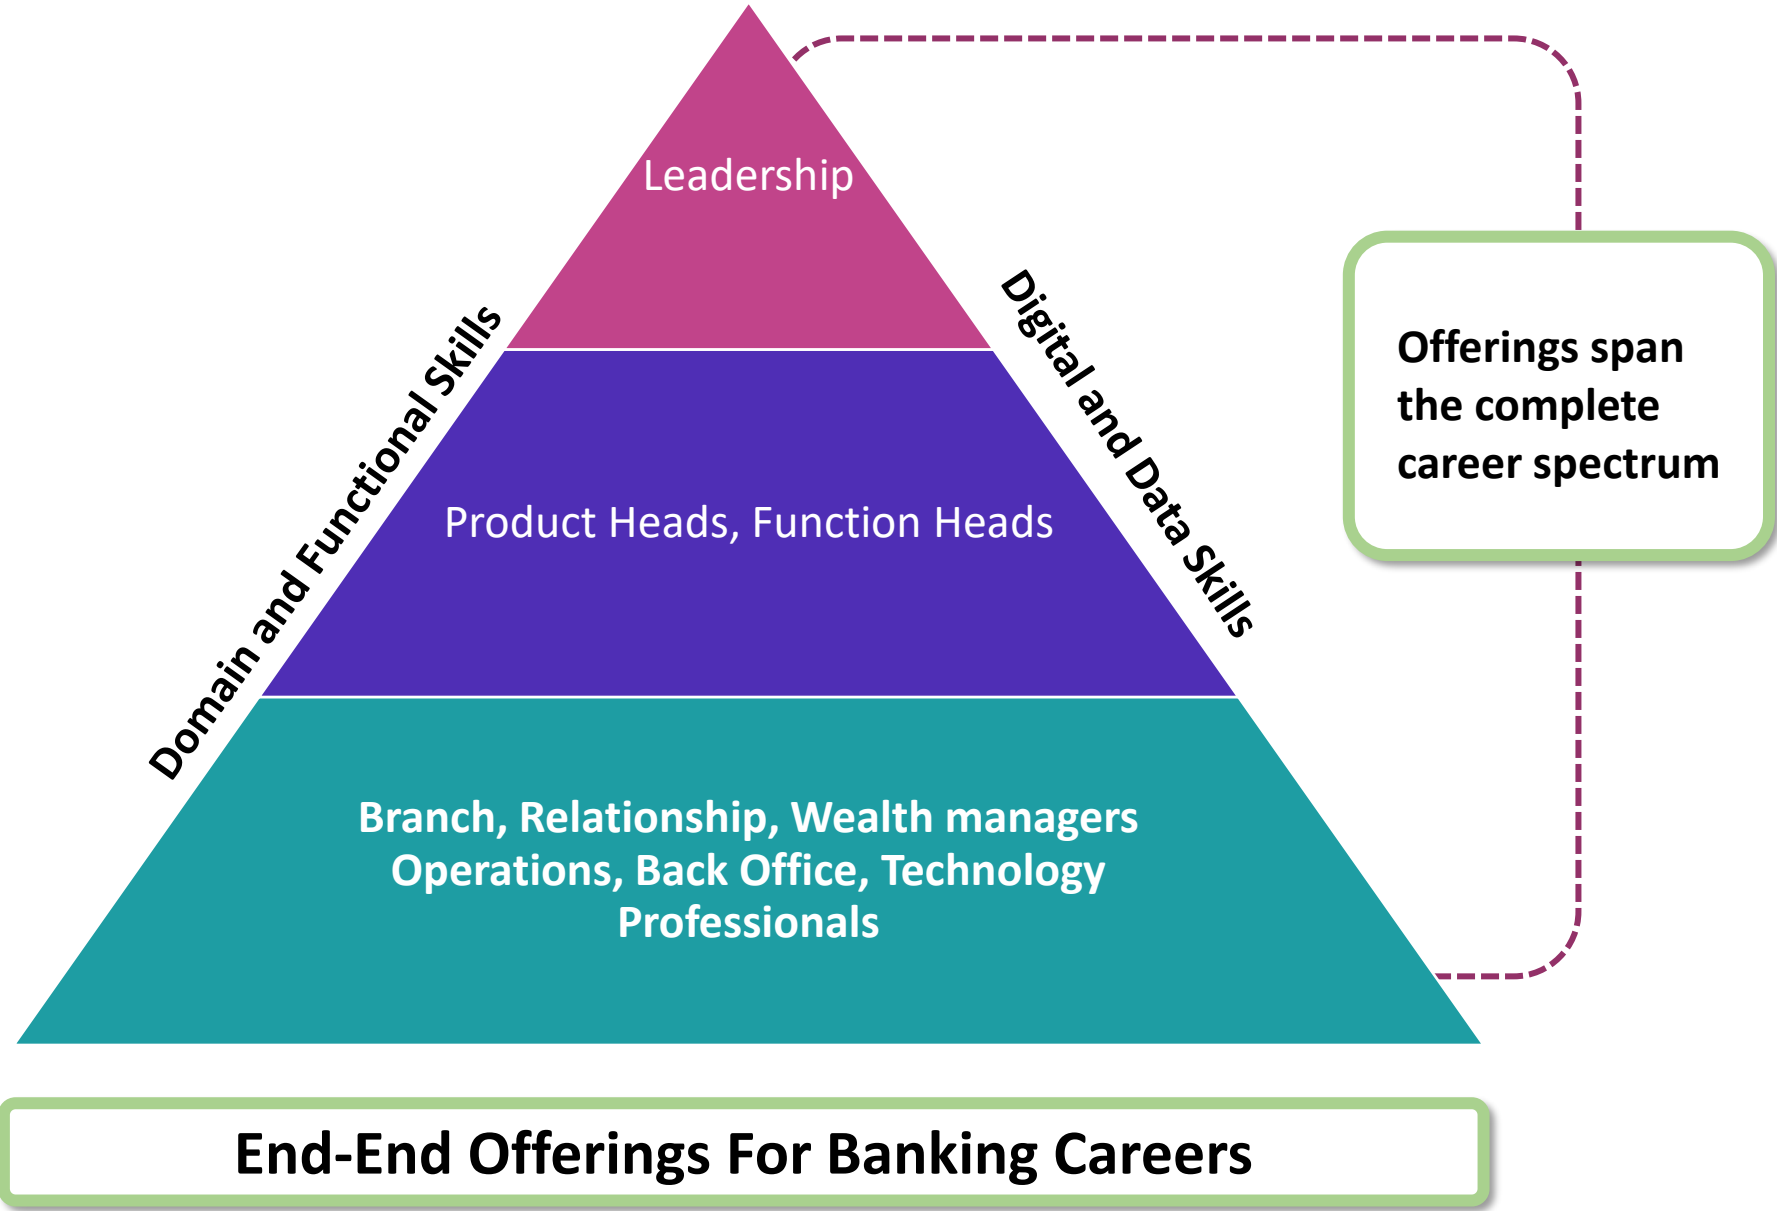 Leadership
Domain and Functional Skills
Digital and Data Skills
Offerings span
the complete
career spectrum
Product Heads, Function Heads
Branch, Relationship, Wealth managers
Operations, Back Office, Technology
Professionals
End-End Offerings For Banking Careers